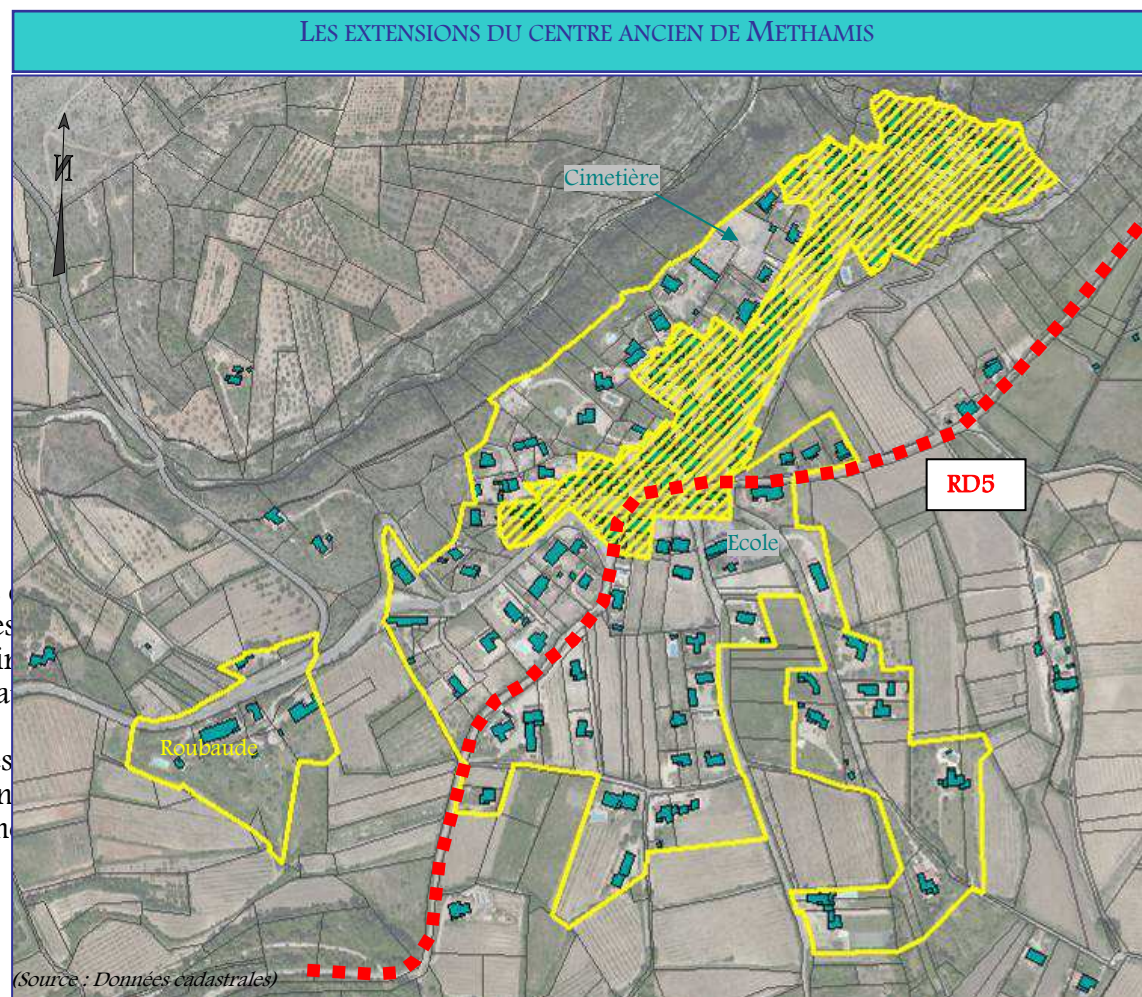 LES EXTENSIONS DU CENTRE ANCIEN DE METHAMIS
N
Cimetière
RD5
Ecole
Roubaude
(Source : Données cadastrales)